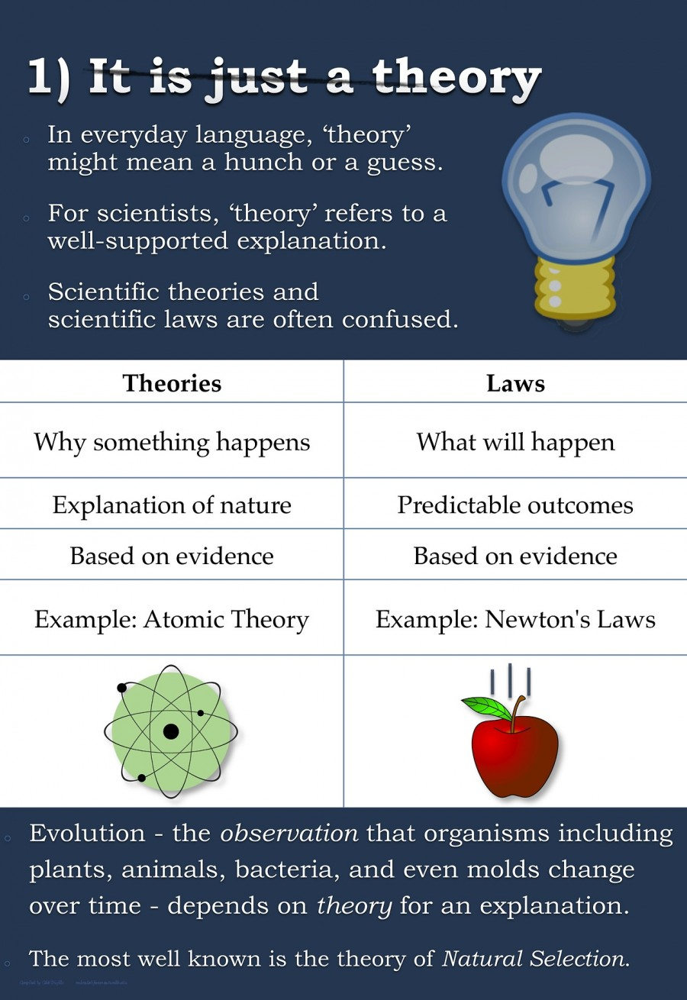 1) It is just a theory
In everyday language, ‘theory’
might mean a hunch or a guess.
For scientists, ‘theory’ refers to a
well-supported explanation.
Scientific theories and
scientific laws are often confused.
Theories Laws
Why something happens What will happen
Explanation of nature Predictable outcomes
Based on evidence Based on evidence
Example: Atomic Theory Example: Newton's Laws
Evolution - the observation that organisms including
plants, animals, bacteria, and even molds change
over time - depends on theory for an explanation.
The most well known is the theory of Natural Selection.